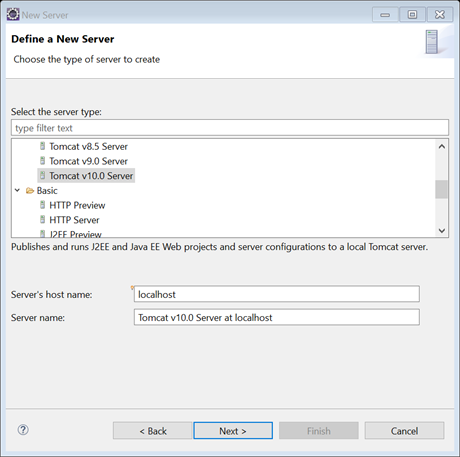 New Server
Define a New Server
Choose the type of server to create
Select the server type:
type filter text
Tomcat v8.5 Server
Tomcat v9.0 Server
Tomcat v10.0 Server
Basic
HTTP Preview
HTTP Server
J2EE Preview
Publishes and runs J2EE and Java EE Web projects and server configurations to a local Tomcat server.
Server's host name: localhost
Server name: Tomcat v10.0 Server at localhost
? < Back Next > Finish Cancel